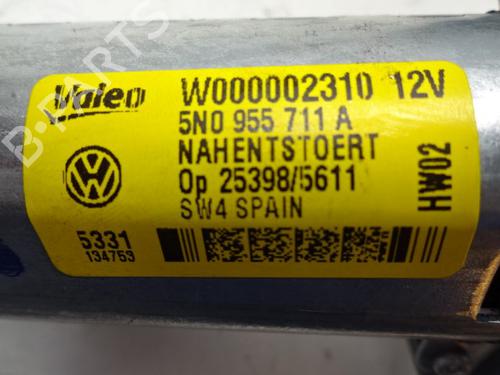 Valeo W000002310 12V
5N0 955 711 A
NAHENTSTOERT
Op 25398/5611
SW4 SPAIN
HW02
5331
134753
B-PARTS